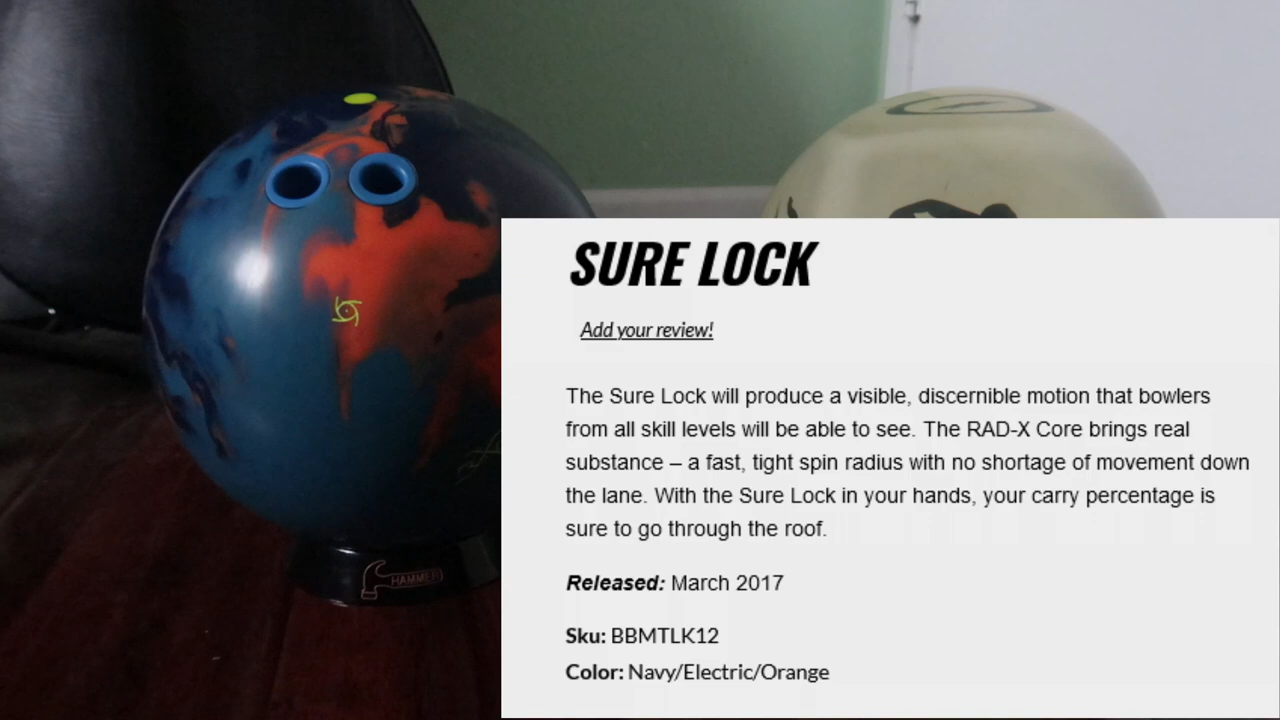 SURE LOCK
Add your review!
The Sure Lock will produce a visible, discernible motion that bowlers
from all skill levels will be able to see. The RAD-X Core brings real
substance – a fast, tight spin radius with no shortage of movement down
the lane. With the Sure Lock in your hands, your carry percentage is
sure to go through the roof.
Released: March 2017
Sku: BBMTLK12
Color: Navy/Electric/Orange
HAMMER